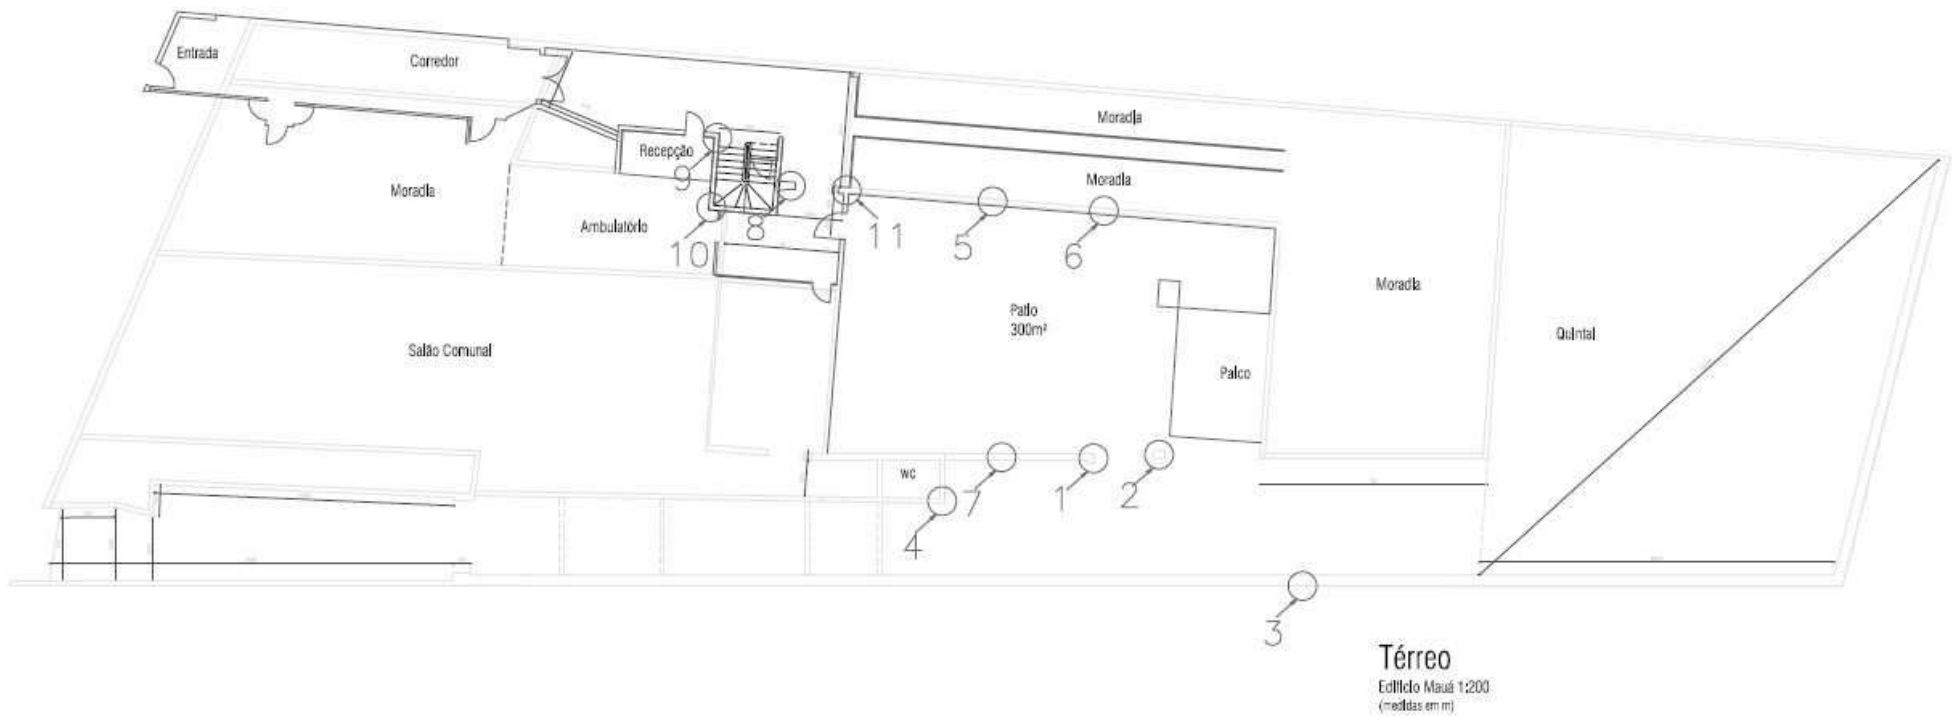 Entrada
Corredor
Moradia
Recepção
9
Moradia
Moradia
Ambulatório
10
8
11
5
6
Moradia
Patio
300m²
Quintal
Salão Comunal
Palco
wc
7
1
2
4
3
Térreo
Edifício Mauá 1:200
(medidas em m)